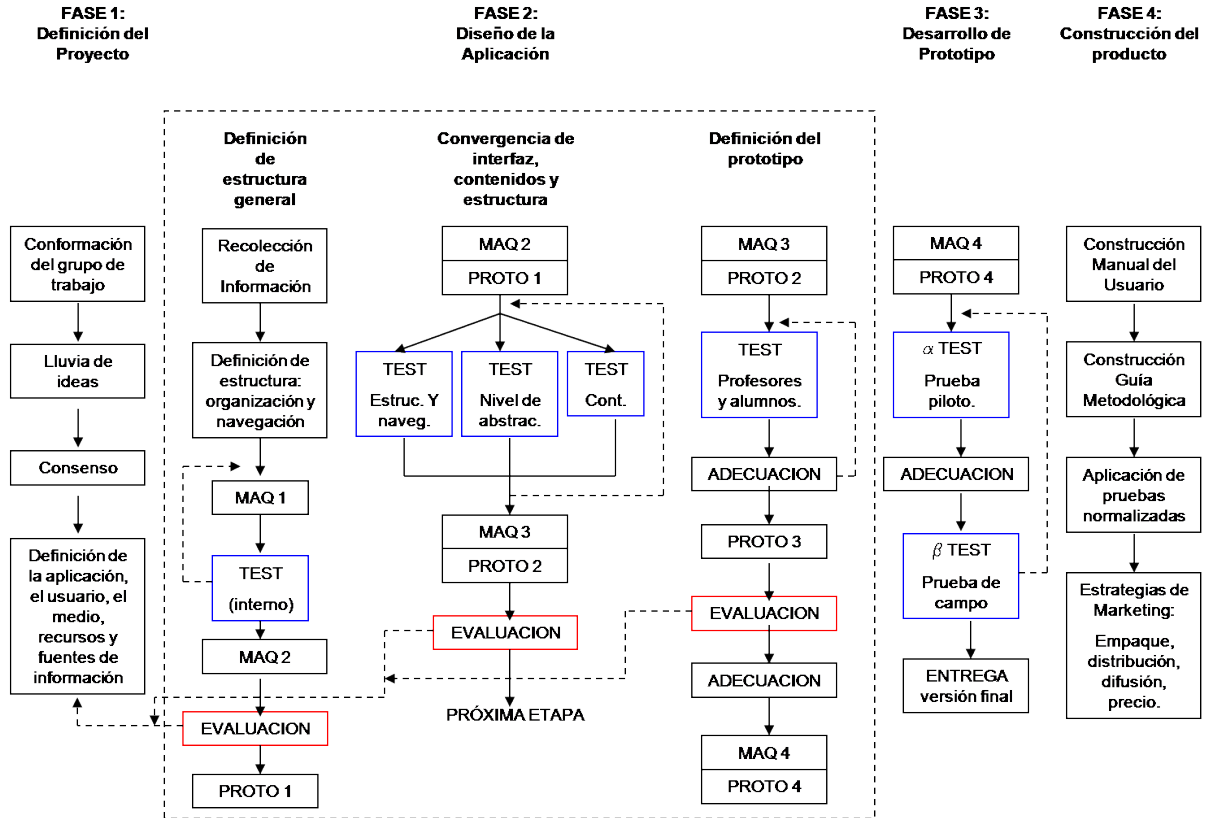 FASE 1:
Definición del
Proyecto
FASE 2:
Diseño de la
Aplicación
FASE 3:
Desarrollo de
Prototipo
FASE 4:
Construcción del
producto
Definición
de
estructura
general
Convergencia de
interfaz,
contenidos y
estructura
Definición del
prototipo
Conformación
del grupo de
trabajo
Lluvia de
ideas
Consenso
Definición de
la aplicación,
el usuario, el
medio,
recursos y
fuentes de
información
Recolección
de
Información
Definición de
estructura:
organización y
navegación
MAQ 1
TEST
(interno)
MAQ 2
EVALUACION
PROTO 1
MAQ 2
PROTO 1
TEST
Estruc. Y
naveg.
TEST
Nivel de
abstrac.
TEST
Cont.
MAQ 3
PROTO 2
EVALUACION
PRÓXIMA ETAPA
MAQ 3
PROTO 2
TEST
Profesores
y alumnos.
ADECUACION
PROTO 3
EVALUACION
ADECUACION
MAQ 4
PROTO 4
MAQ 4
PROTO 4
α TEST
Prueba
piloto.
ADECUACION
β TEST
Prueba de
campo
ENTREGA
versión final
Construcción
Manual del
Usuario
Construcción
Guía
Metodológica
Aplicación de
pruebas
normalizadas
Estrategias de
Marketing:
Empaque,
distribución,
difusión,
precio.